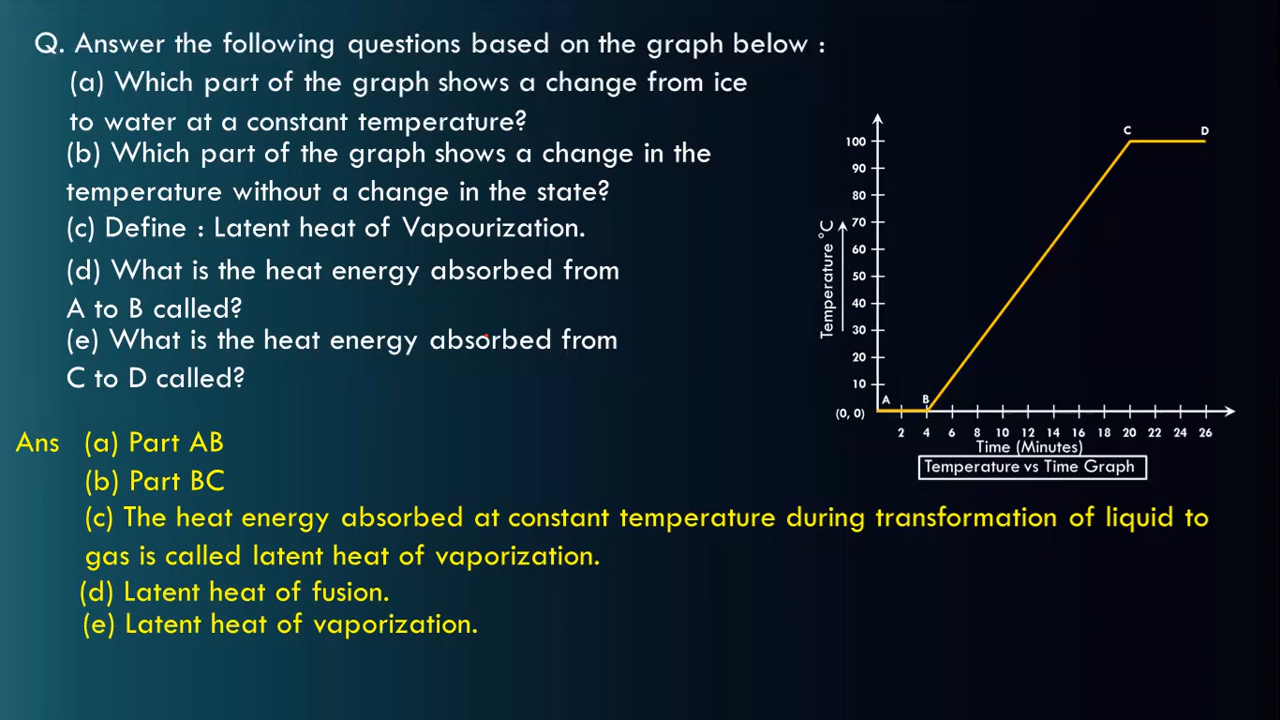 Q. Answer the following questions based on the graph below :
(a) Which part of the graph shows a change from ice
to water at a constant temperature?
(b) Which part of the graph shows a change in the
temperature without a change in the state?
(c) Define : Latent heat of Vapourization.
(d) What is the heat energy absorbed from
A to B called?
(e) What is the heat energy absorbed from
C to D called?
C D
100
90
80
70
60
50
40
30
20
10
Temperature °C
A B
(0, 0)
2 4 6 8 10 12 14 16 18 20 22 24 26
Time (Minutes)
Temperature vs Time Graph
Ans (a) Part AB
(b) Part BC
(c) The heat energy absorbed at constant temperature during transformation of liquid to
gas is called latent heat of vaporization.
(d) Latent heat of fusion.
(e) Latent heat of vaporization.